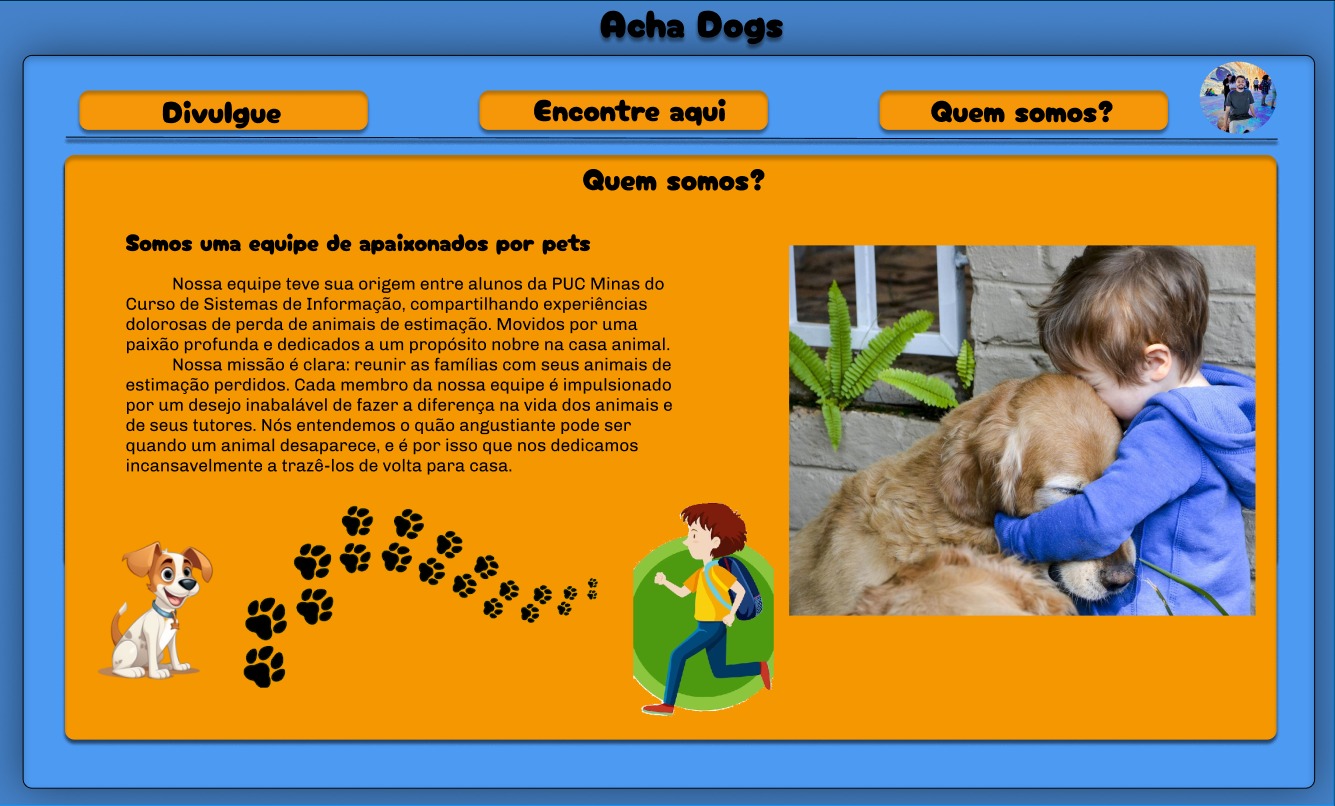 Acha Dogs
Divulgue
Encontre aqui
Quem somos?
Quem somos?
Somos uma equipe de apaixonados por pets
Nossa equipe teve sua origem entre alunos da PUC Minas do
Curso de Sistemas de Informação, compartilhando experiências
dolorosas de perda de animais de estimação. Movidos por uma
paixão profunda e dedicados a um propósito nobre na casa animal.
Nossa missão é clara: reunir as famílias com seus animais de
estimação perdidos. Cada membro da nossa equipe é impulsionado
por um desejo inabalável de fazer a diferença na vida dos animais e
de seus tutores. Nós entendemos o quão angustiante pode ser
quando um animal desaparece, e é por isso que nos dedicamos
incansavelmente a trazê-los de volta para casa.